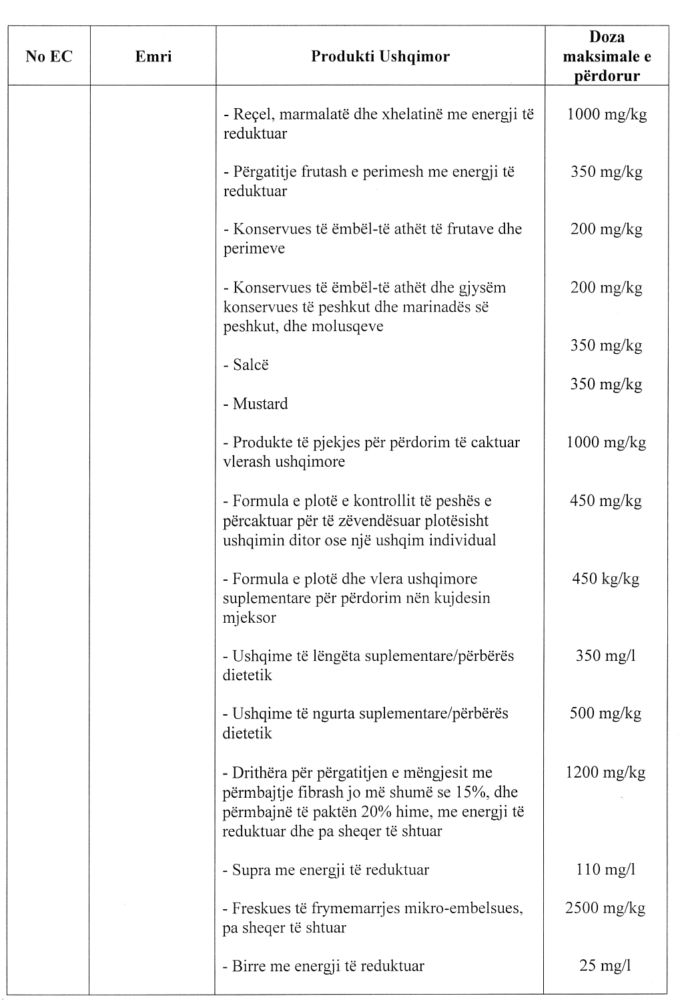 No EC
Emri
Produkti Ushqimor
Doza
maksimale e
përdorur
- Reçel, marmalatë dhe xhelatinë me energji të
reduktuar
1000 mg/kg
- Përgatitje frutash e perimesh me energji të
reduktuar
350 mg/kg
- Konservues të ëmbël-të athët të frutave dhe
perimeve
200 mg/kg
- Konservues të ëmbël-të athët dhe gjysëm
konservues të peshkut dhe marinadës së
peshkut, dhe molusqeve
200 mg/kg
350 mg/kg
- Salcë
350 mg/kg
- Mustard
- Produkte të pjekjes për përdorim të caktuar
vlerash ushqimore
1000 mg/kg
- Formula e plotë e kontrollit të peshës e
përcaktuar për të zëvendësuar plotësisht
ushqimin ditor ose një ushqim individual
450 mg/kg
- Formula e plotë dhe vlera ushqimore
suplementare për përdorim nën kujdesin
mjeksor
450 kg/kg
- Ushqime të lëngëta suplementare/përbërës
dietetik
350 mg/l
- Ushqime të ngurta suplementare/përbërës
dietetik
500 mg/kg
- Drithëra për përgatitjen e mëngjesit me
përmbajtje fibrash jo më shumë se 15%, dhe
përmbajnë të paktën 20% hime, me energji të
reduktuar dhe pa sheqer të shtuar
1200 mg/kg
- Supra me energji të reduktuar
110 mg/l
- Freskues të frymemarrjes mikro-embelsues,
pa sheqer të shtuar
2500 mg/kg
- Birre me energji të reduktuar
25 mg/l